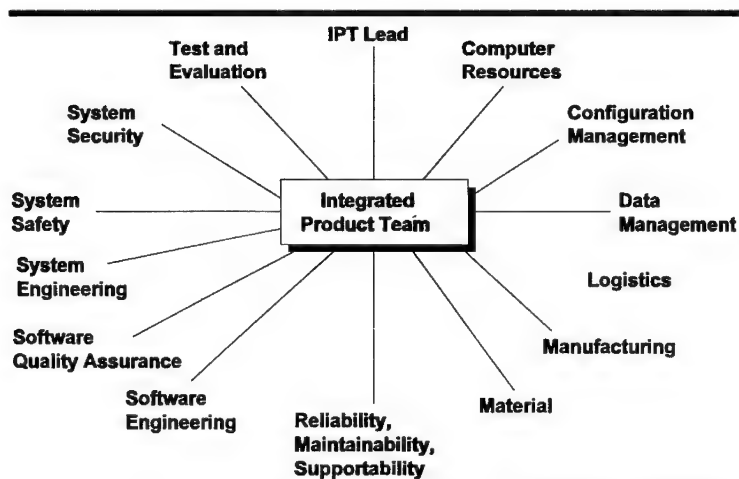 IPT Lead
Test and
Evaluation
Computer
Resources
System
Security
Configuration
Management
Integrated
Product Team
System
Safety
Data
Management
System
Engineering
Logistics
Software
Quality Assurance
Manufacturing
Software
Engineering
Material
Reliability,
Maintainability,
Supportability